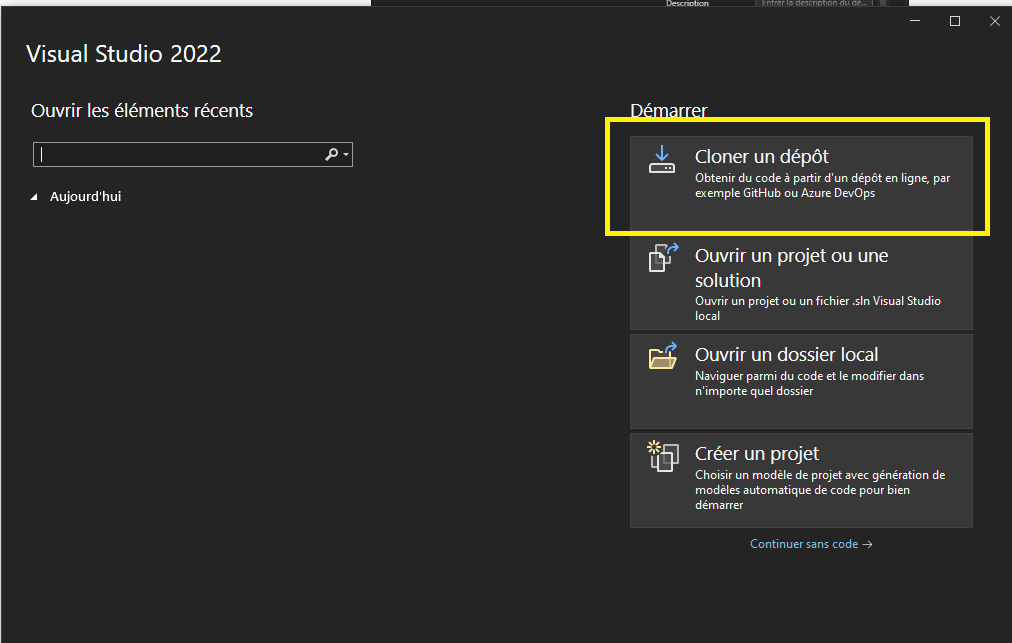 Description
Entrer la description du dé...
Visual Studio 2022
Ouvrir les éléments récents
Aujourd'hui
Démarrer
Cloner un dépôt
Obtenir du code à partir d'un dépôt en ligne, par
exemple GitHub ou Azure DevOps
Ouvrir un projet ou une
solution
Ouvrir un projet ou un fichier .sln Visual Studio
local
Ouvrir un dossier local
Naviguer parmi du code et le modifier dans
n'importe quel dossier
Créer un projet
Choisir un modèle de projet avec génération de
modèles automatique de code pour bien
démarrer
Continuer sans code →